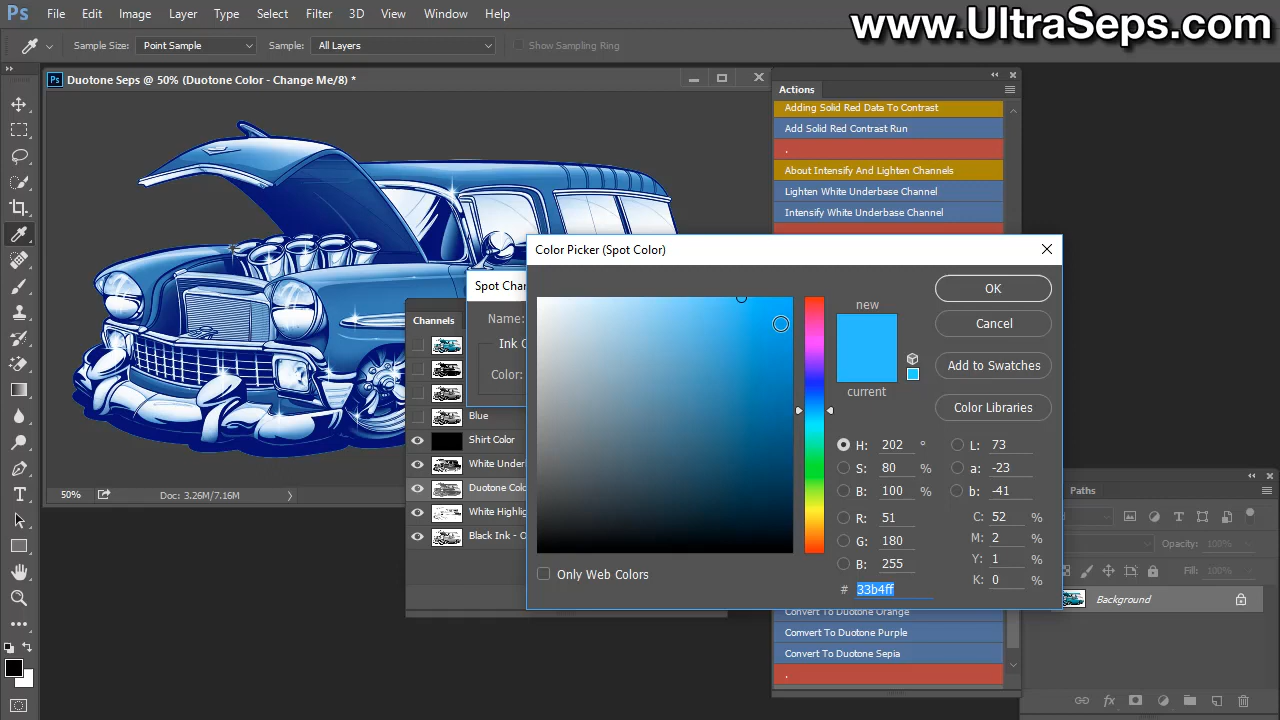 Ps File Edit Image Layer Type Select Filter 3D View Window Help
www.UltraSeps.com
Sample Size: Point Sample Sample: All Layers Show Sampling Ring
Ps Duotone Seps @ 50% (Duotone Color - Change Me/8) *
Actions
Adding Solid Red Data To Contrast
Add Solid Red Contrast Run
.
About Intensify And Lighten Channels
Lighten White Underbase Channel
Intensify White Underbase Channel
Color Picker (Spot Color)
Spot Chan
Name:
Ink C
Color:
Channels
Blue
Shirt Color
White Under
Duotone Colo
White Highlig
Black Ink - O
new
current
OK
Cancel
Add to Swatches
Color Libraries
H: 202 °
S: 80 %
B: 100 %
R: 51
G: 180
B: 255
# 33b4ff
L: 73
a: -23
b: -41
C: 52 %
M: 2 %
Y: 1 %
K: 0 %
Only Web Colors
50% Doc: 3.26M/7.16M
Convert To Duotone Orange
Comvert To Duotone Purple
Convert To Duotone Sepia
.
Paths
Opacity: 100%
Fill: 100%
Background
T
fx